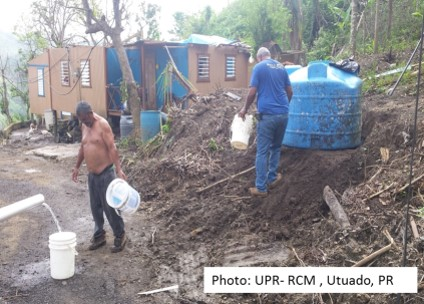 Photo: UPR- RCM , Utuado, PR